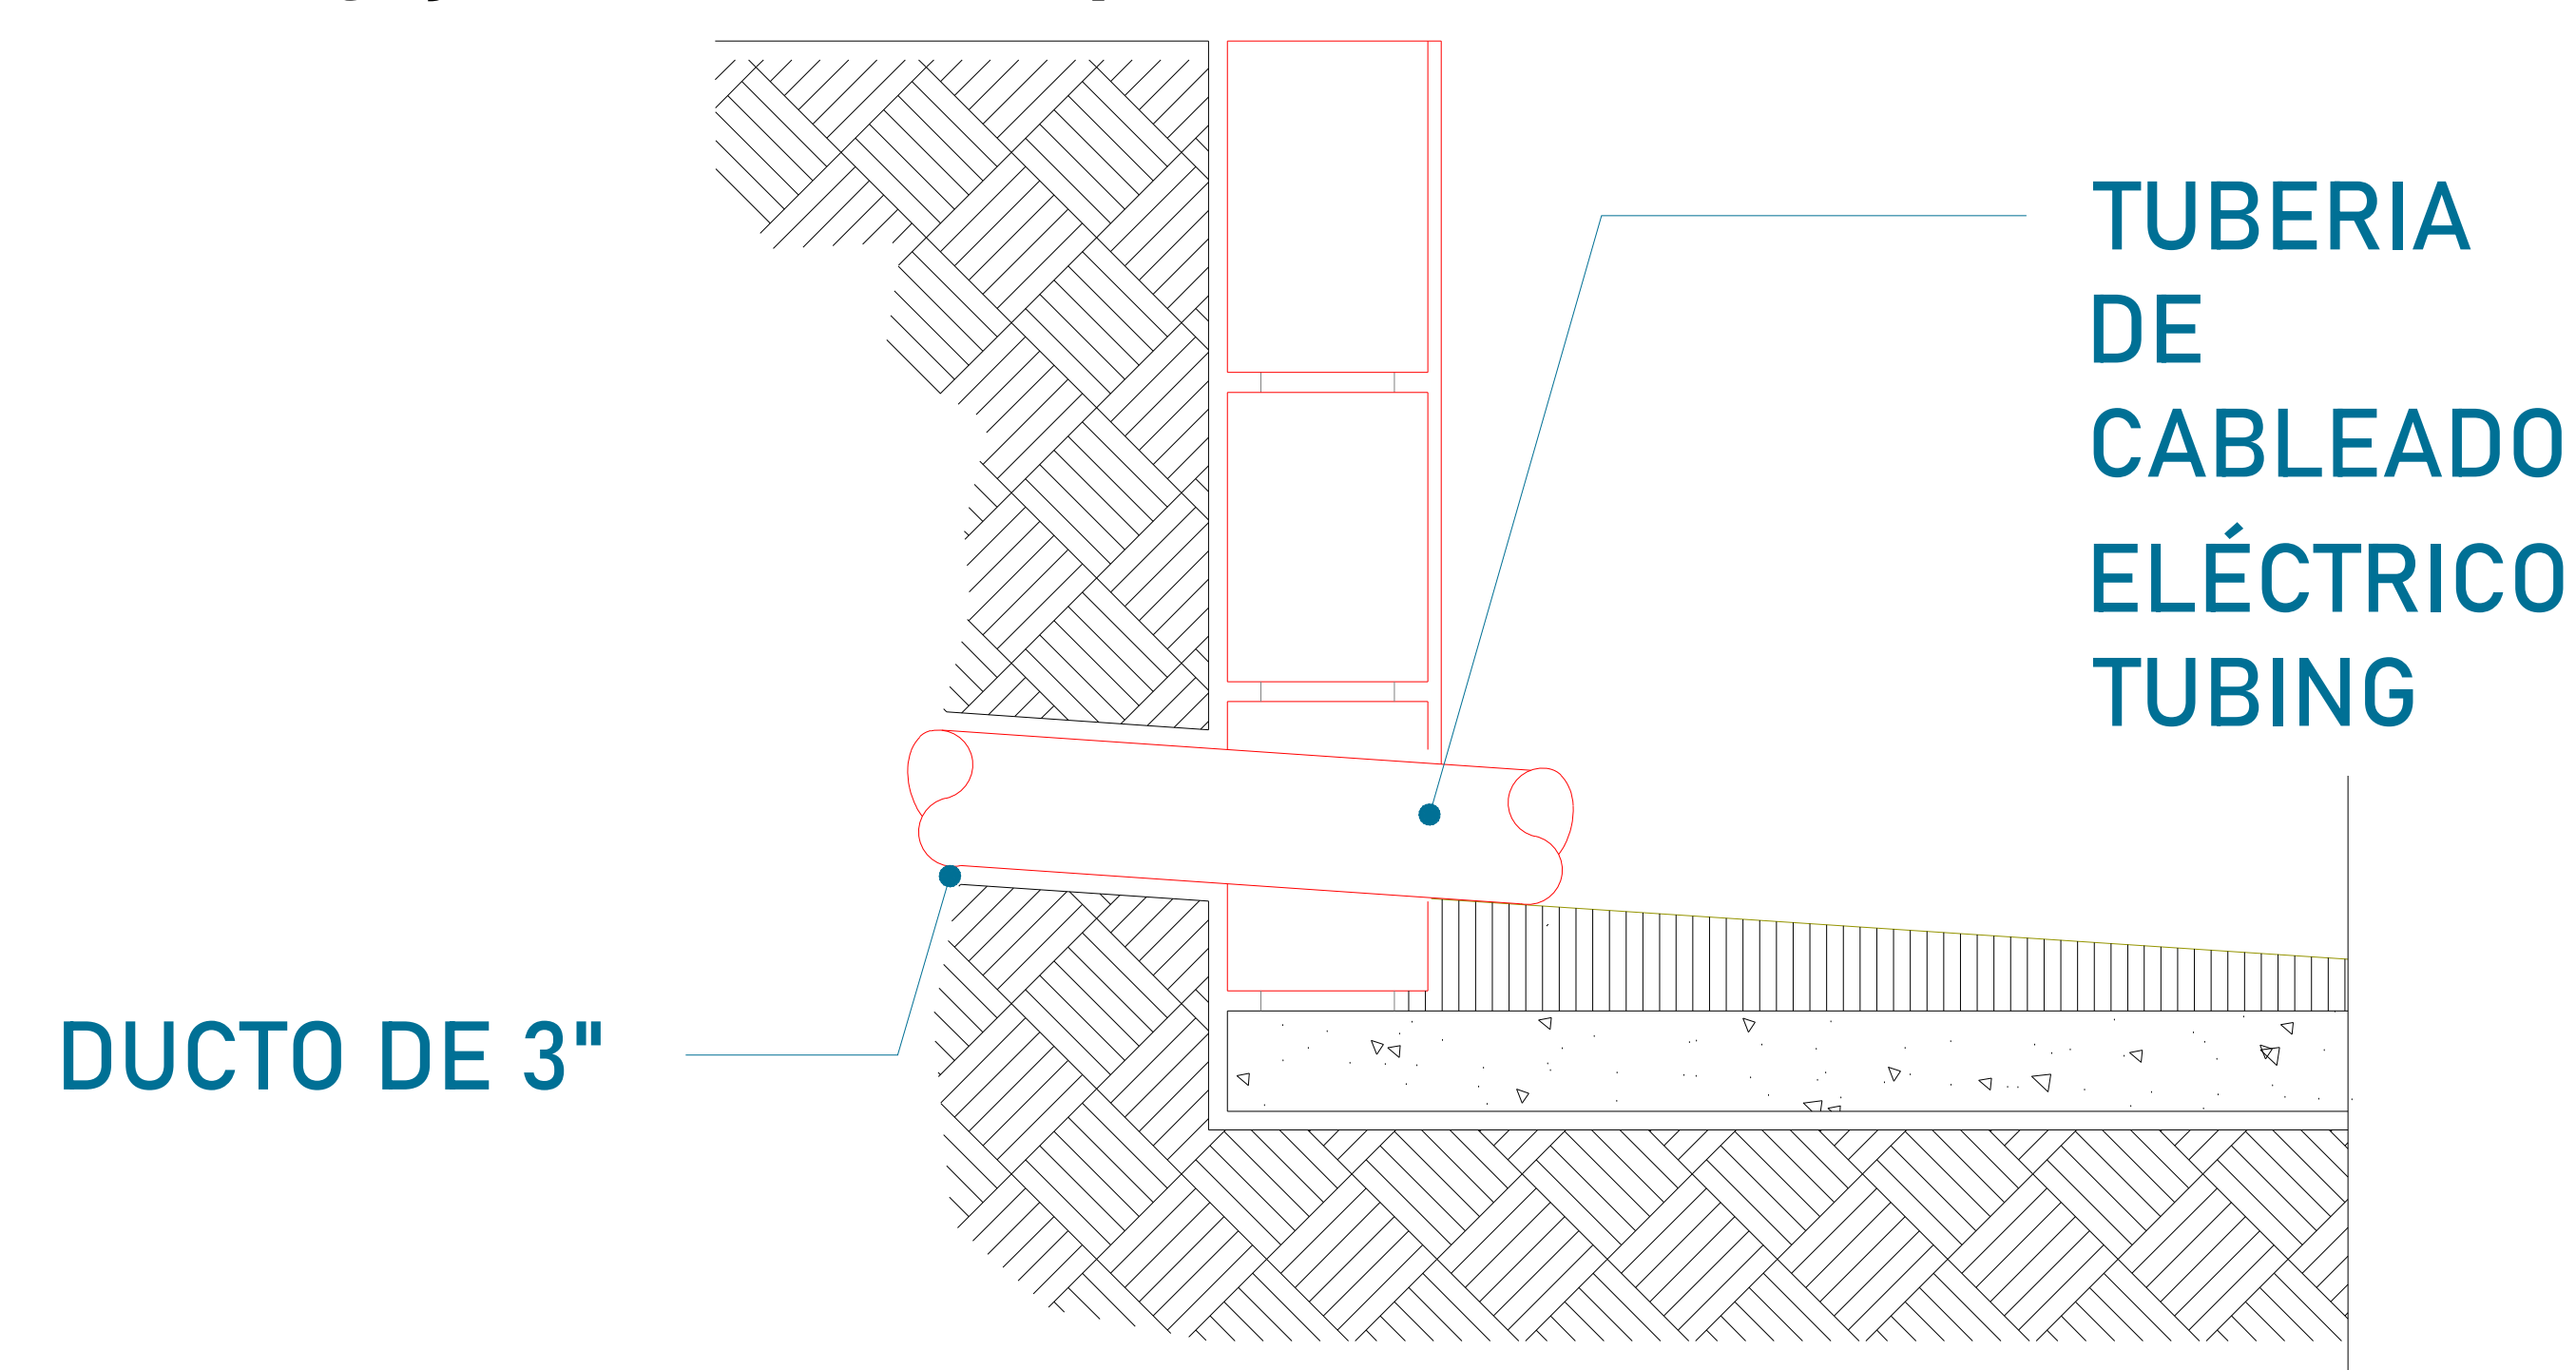 TUBERIA
DE
CABLEADO
ELÉCTRICO
TUBING
DUCTO DE 3"